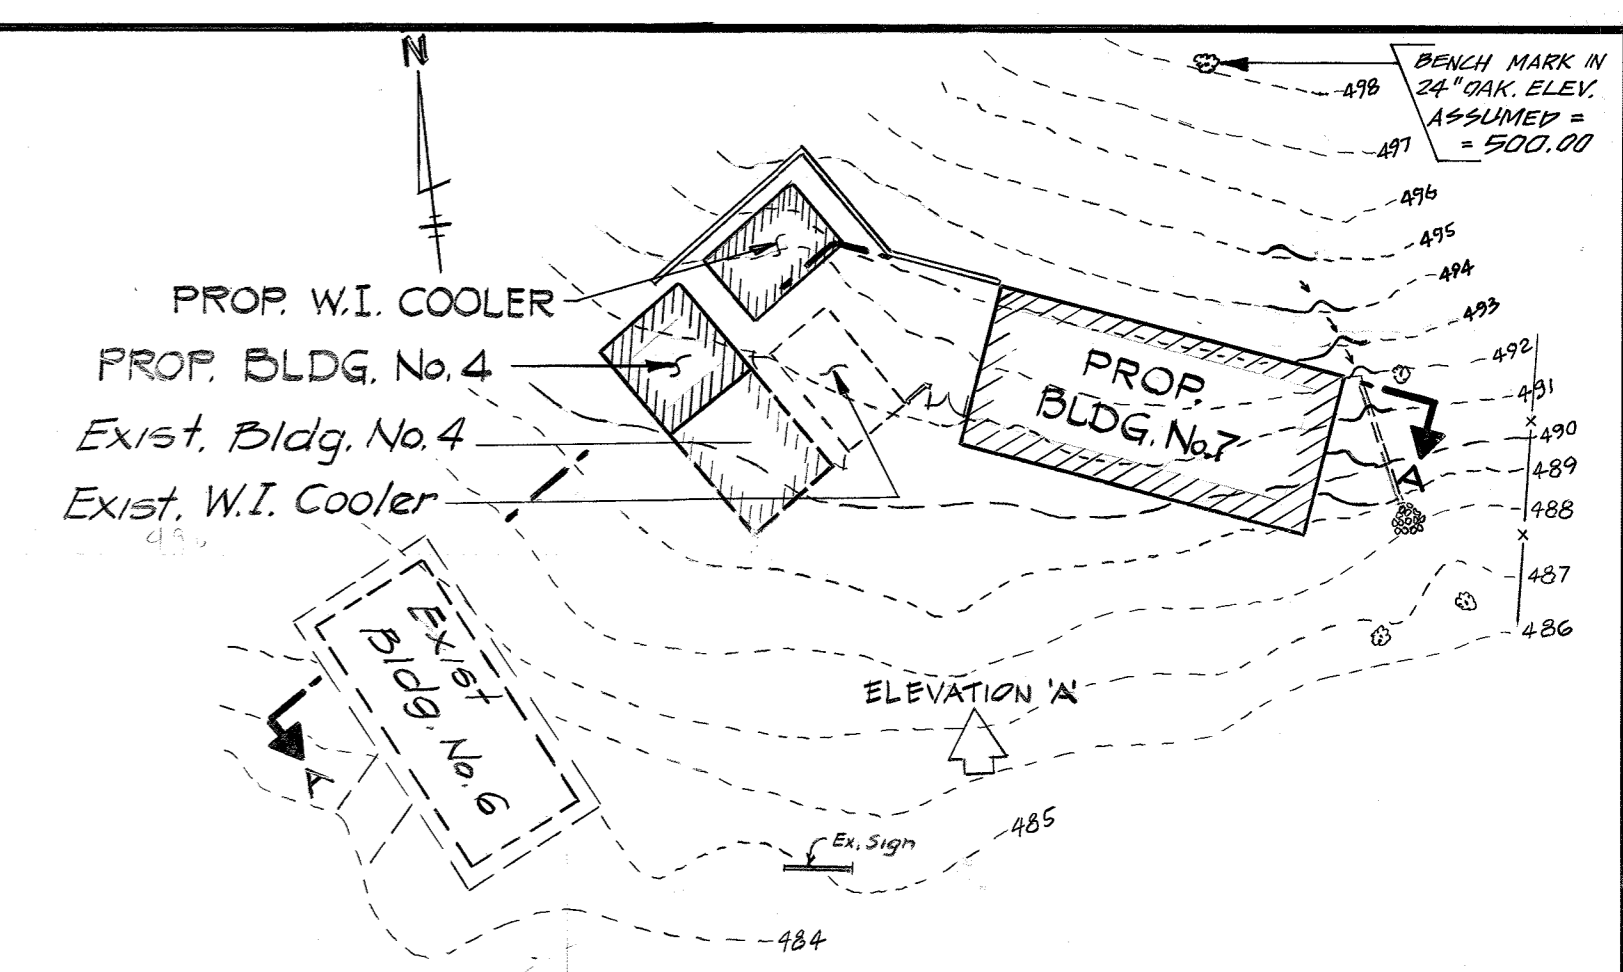 N
BENCH MARK IN
24" OAK. ELEV.
ASSUMED =
= 500.00
498
497
496
495
494
493
492
491
490
489
488
487
486
PROP. W.I. COOLER
PROP. BLDG. No. 4
Exist. Bldg. No. 4
Exist. W.I. Cooler
PROP.
BLDG. No.7
A
Exist
Bldg. No. 6
A
ELEVATION 'A'
Ex. Sign
485
484